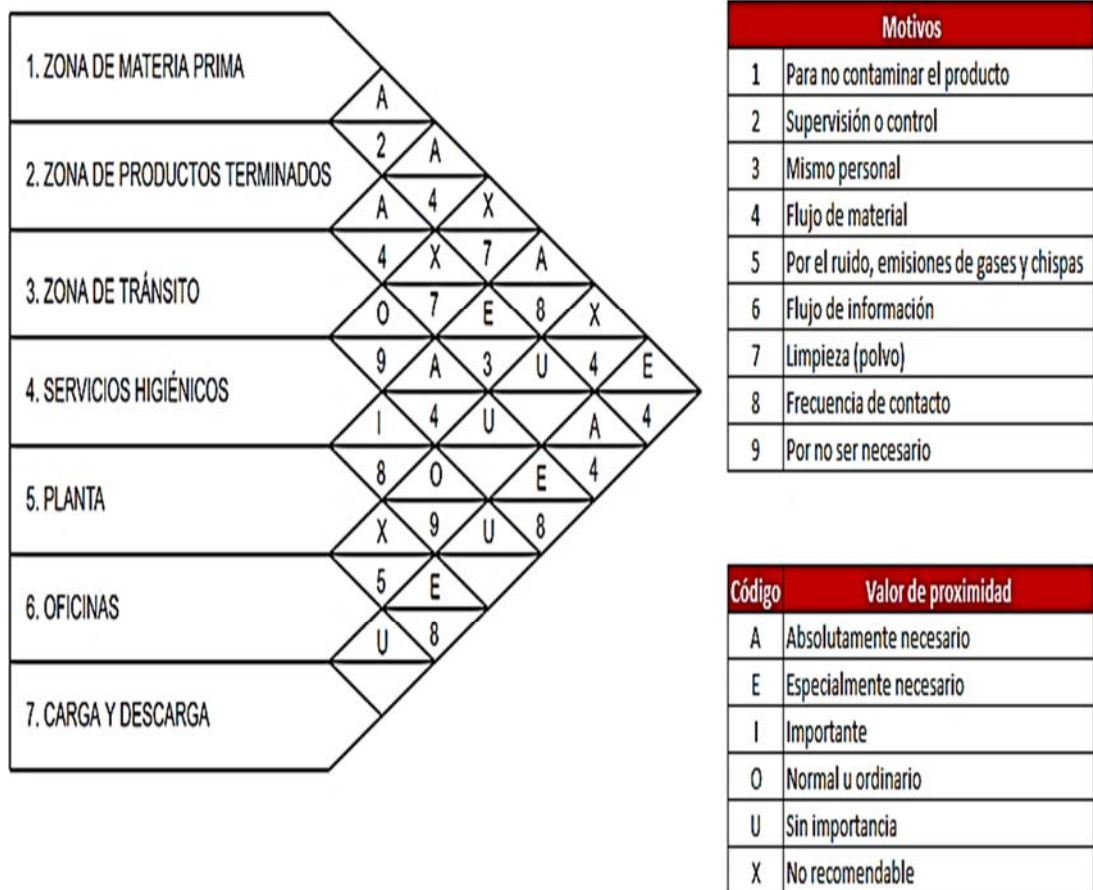 1. ZONA DE MATERIA PRIMA
A
2 A
2. ZONA DE PRODUCTOS TERMINADOS
A 4 X
4 X 7 A
3. ZONA DE TRÁNSITO
O 7 E 8 X
9 A 3 U 4 E
4. SERVICIOS HIGIÉNICOS
I 4 U A 4
8 O E 4
5. PLANTA
X 9 U 8
5 E
6. OFICINAS
U 8
7. CARGA Y DESCARGA
Motivos
1 Para no contaminar el producto
2 Supervisión o control
3 Mismo personal
4 Flujo de material
5 Por el ruido, emisiones de gases y chispas
6 Flujo de información
7 Limpieza (polvo)
8 Frecuencia de contacto
9 Por no ser necesario
Código Valor de proximidad
A Absolutamente necesario
E Especialmente necesario
I Importante
O Normal u ordinario
U Sin importancia
X No recomendable